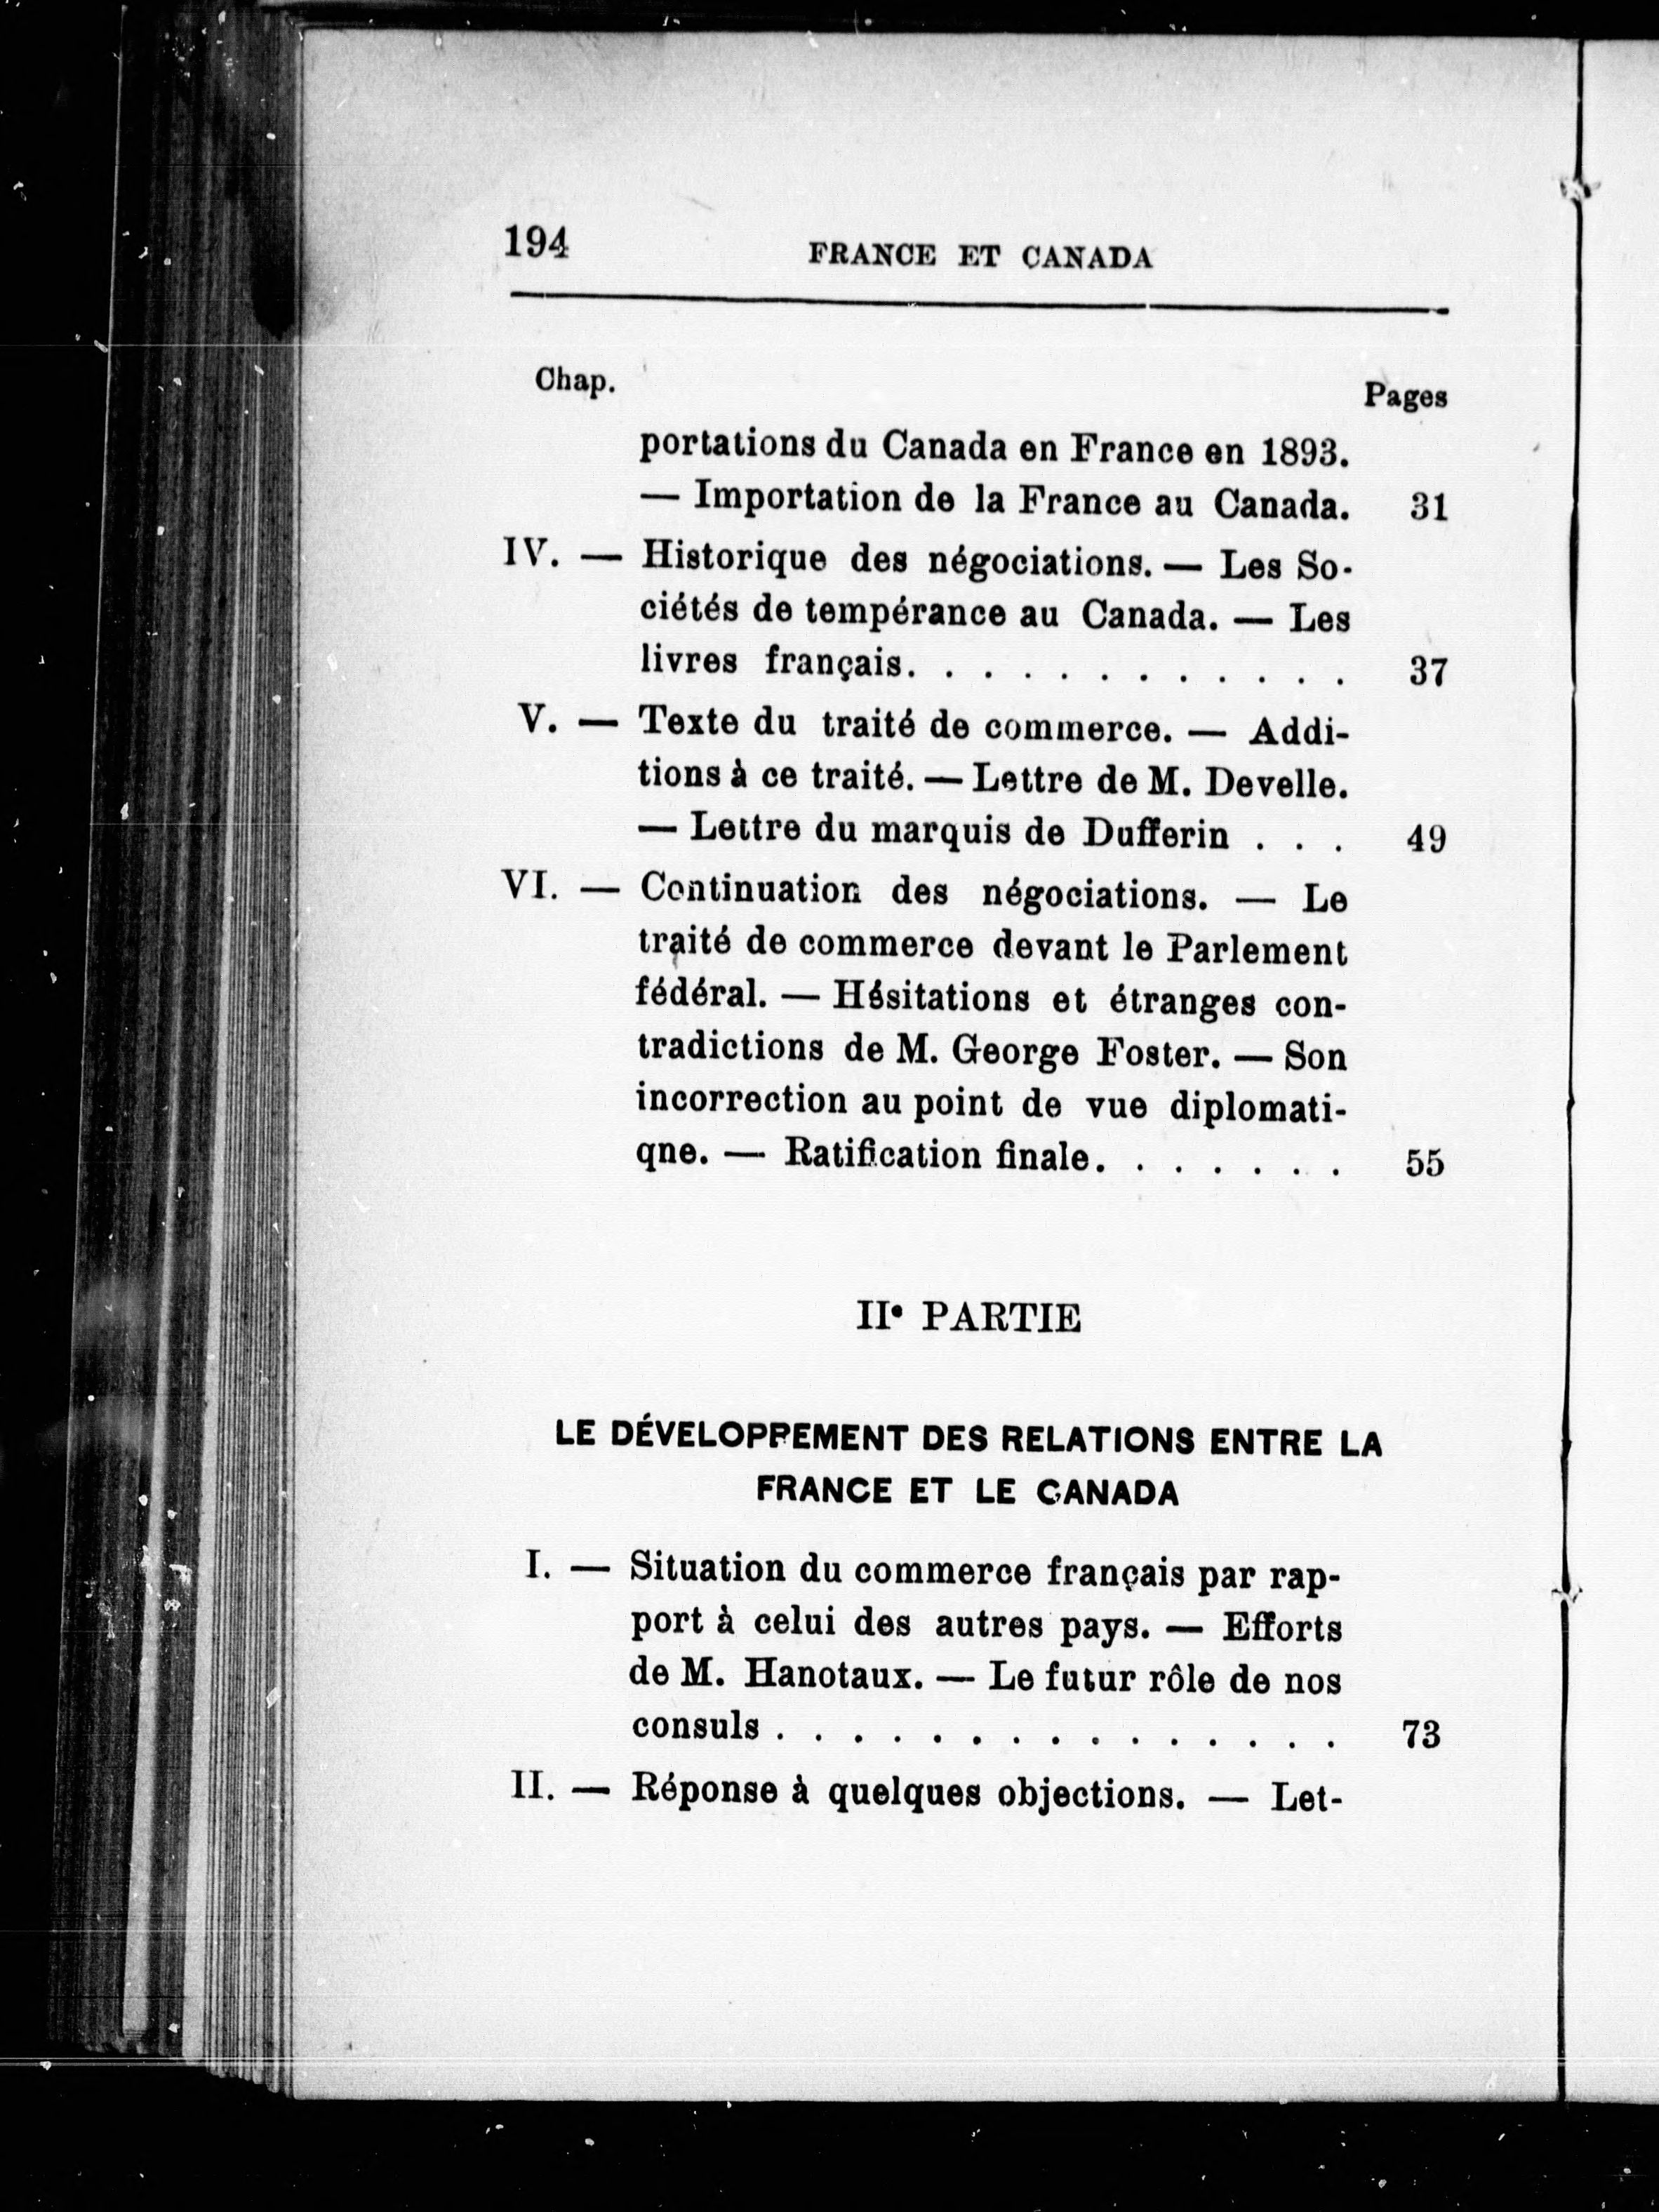 194
FRANCE ET CANADA
Chap.
Pages
portations du Canada en France en 1893.
— Importation de la France au Canada. 31
IV. — Historique des négociations. — Les So-
ciétés de tempérance au Canada. — Les
livres français. . . . . . . . . . . . 37
V. — Texte du traité de commerce. — Addi-
tions à ce traité. — Lettre de M. Develle.
— Lettre du marquis de Dufferin . . . 49
VI. — Continuation des négociations. — Le
traité de commerce devant le Parlement
fédéral. — Hésitations et étranges con-
tradictions de M. George Foster. — Son
incorrection au point de vue diplomati-
qne. — Ratification finale. . . . . . . 55
IIe PARTIE
LE DÉVELOPPEMENT DES RELATIONS ENTRE LA
FRANCE ET LE CANADA
I. — Situation du commerce français par rap-
port à celui des autres pays. — Efforts
de M. Hanotaux. — Le futur rôle de nos
consuls . . . . . . . . . . . . . . . 73
II. — Réponse à quelques objections. — Let-